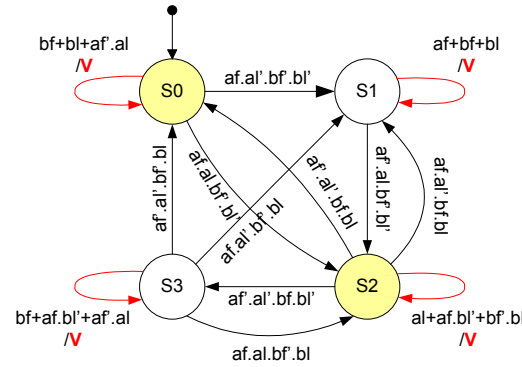 bf+bl+af'.al
/V
af+bf+bl
/V
S0
af.al'.bf'.bl'
S1
af'.al'.bf'.bl
af.al.bf'.bl'
af'.al'.bf.bl
af.al'.bf'.bl
af'.al.bf'.bl'
af.al'.bf.bl
S3
af'.al'.bf.bl'
S2
bf+af.bl'+af'.al
/V
al+af.bl'+bf'.bl
/V
af.al.bf'.bl